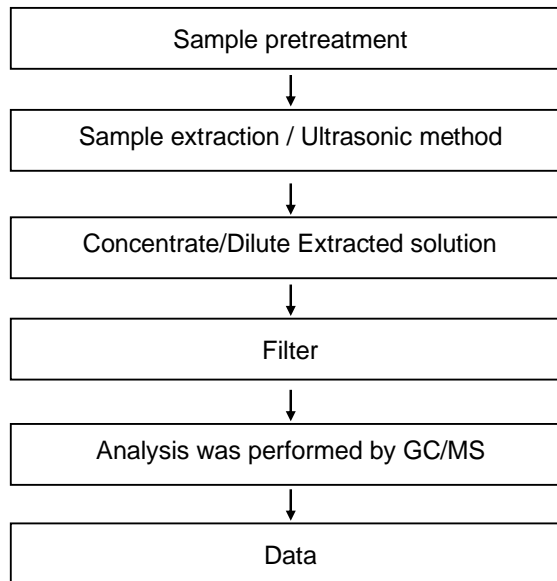 Sample pretreatment
Sample extraction / Ultrasonic method
Concentrate/Dilute Extracted solution
Filter
Analysis was performed by GC/MS
Data